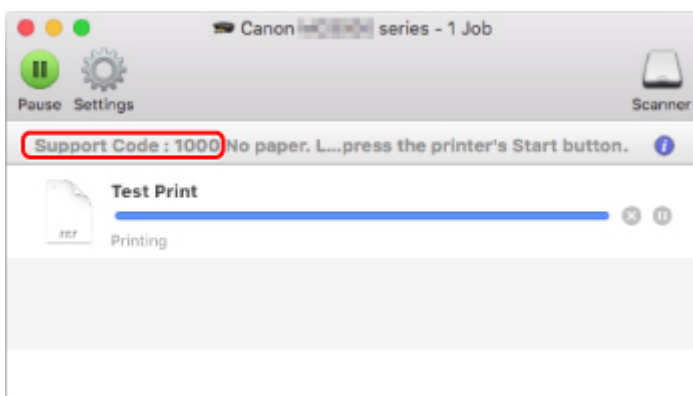 Canon series - 1 Job
Pause Settings Scanner
Support Code : 1000 No paper. L...press the printer's Start button.
Test Print
Printing